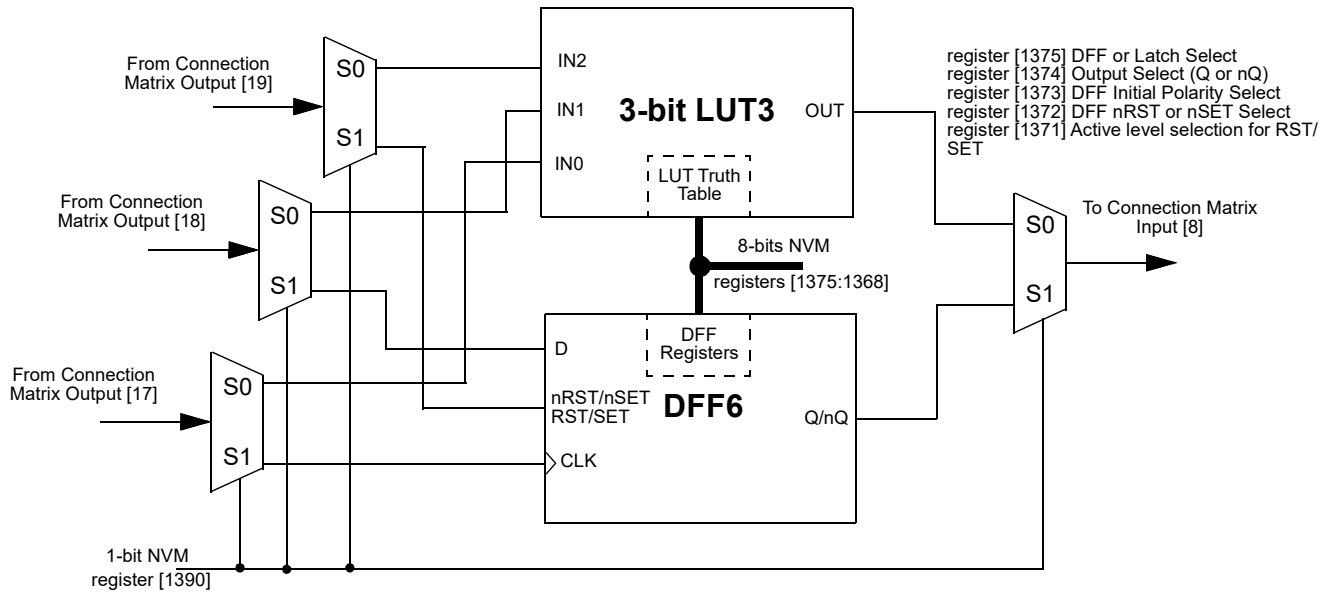 From Connection
Matrix Output [19]
S0
S1
IN2
IN1
IN0
3-bit LUT3
OUT
LUT Truth
Table
register [1375] DFF or Latch Select
register [1374] Output Select (Q or nQ)
register [1373] DFF Initial Polarity Select
register [1372] DFF nRST or nSET Select
register [1371] Active level selection for RST/
SET
From Connection
Matrix Output [18]
S0
S1
8-bits NVM
registers [1375:1368]
S0
S1
To Connection Matrix
Input [8]
From Connection
Matrix Output [17]
S0
S1
D
nRST/nSET
RST/SET
CLK
DFF
Registers
DFF6
Q/nQ
1-bit NVM
register [1390]